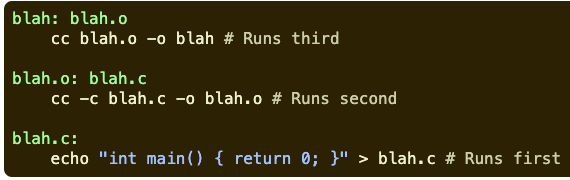 blah: blah.o
    cc blah.o -o blah # Runs third

blah.o: blah.c
    cc -c blah.c -o blah.o # Runs second

blah.c:
    echo "int main() { return 0; }" > blah.c # Runs first